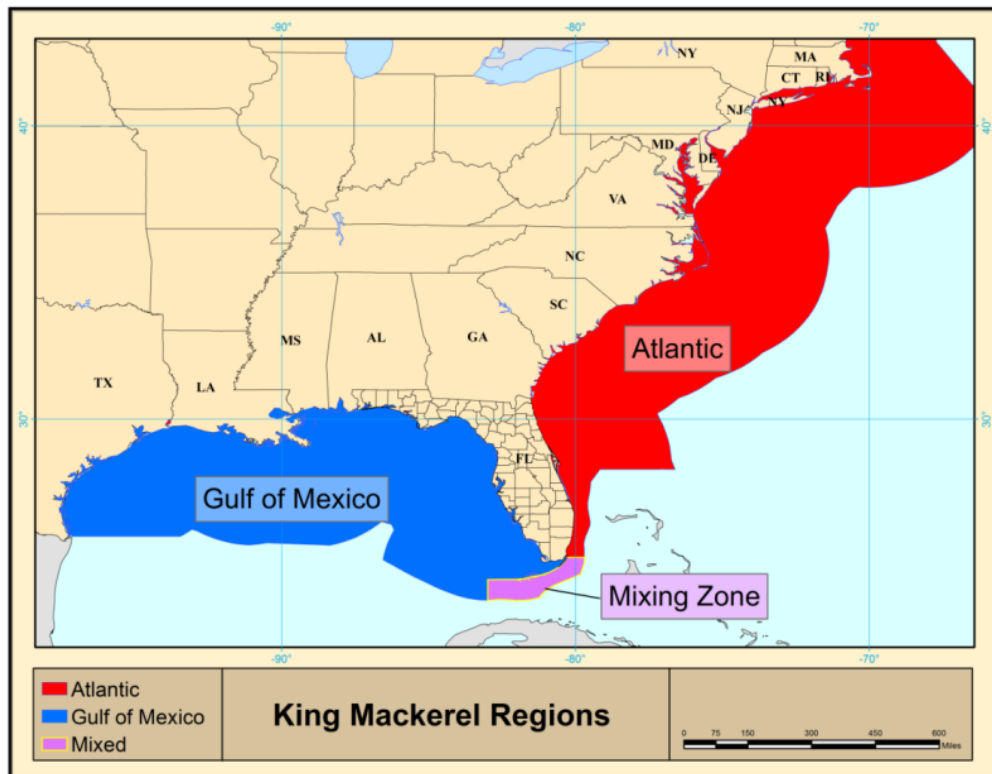 -90°
-80°
-70°
NY
MA
CT
RI
NY
NJ
40°
40°
MD
DE
VA
NC
SC
MS
AL
GA
Atlantic
TX
LA
30°
30°
FL
Gulf of Mexico
Mixing Zone
-90°
-80°
-70°
Atlantic
Gulf of Mexico
Mixed
King Mackerel Regions
0 75 150 300 450 600
Miles